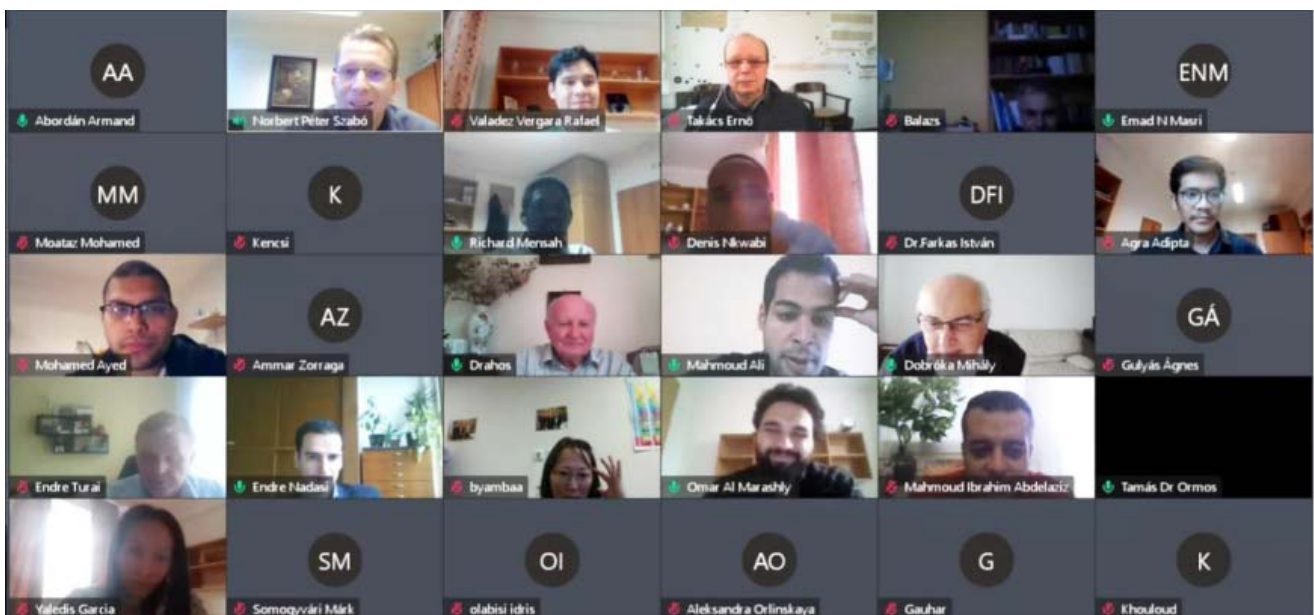 AA
Abordán Armand
Norbert Péter Szabó
Valadez Vergara Rafael
Takács Ernő
Balazs
ENM
Emad N Masri
MM
Moataz Mohamed
K
Kencsi
Richard Mensah
Denis Nkwabi
DFI
Dr.Farkas István
Agra Adipta
Mohamed Ayed
AZ
Ammar Zorraga
Drahos
Mahmoud Ali
Dobróka Mihály
GÁ
Gulyás Ágnes
Endre Turai
Endre Nadasi
byambaa
Omar Al Marashly
Mahmoud Ibrahim Abdelaziz
Tamás Dr Ormos
Yaledis Garcia
SM
Somogyvári Márk
OI
olabisi idris
AO
Aleksandra Orlinskaya
G
Gauhar
K
Khouloud